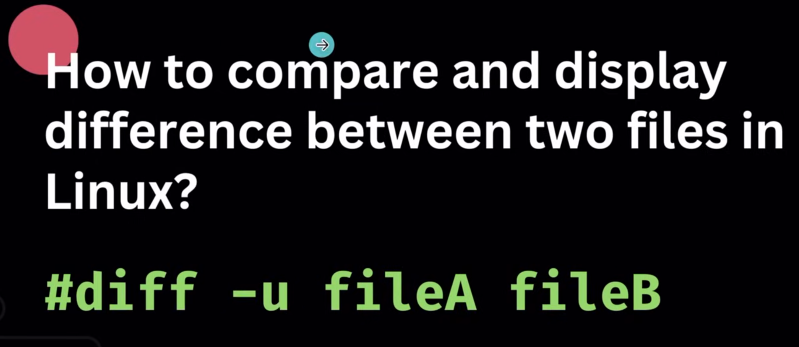 How to compare and display
difference between two files in
Linux?
#diff -u fileA fileB